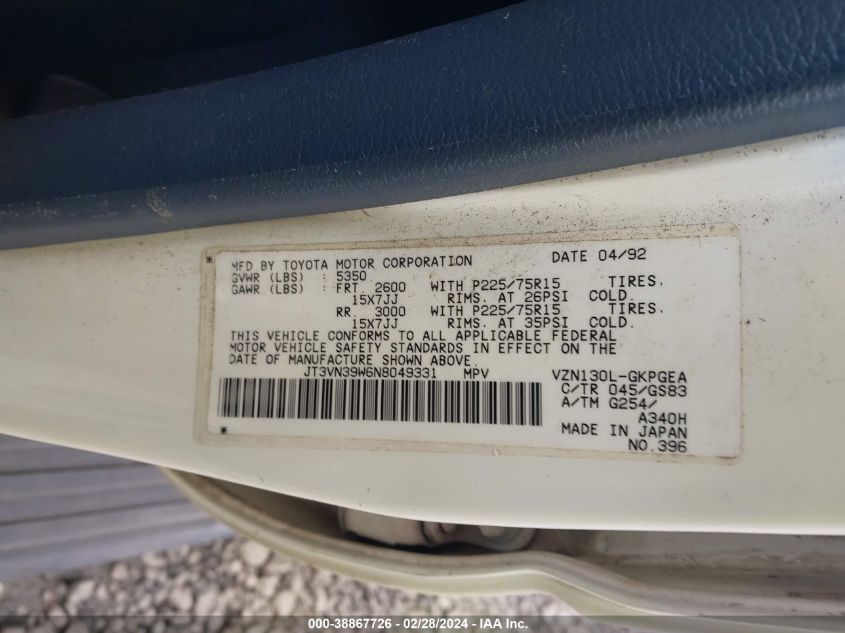 * MFD BY TOYOTA MOTOR CORPORATION DATE 04/92
GVWR (LBS) : 5350
GAWR (LBS) : FRT. 2600 WITH P225/75R15 TIRES.
15X7JJ RIMS. AT 26PSI COLD.
RR. 3000 WITH P225/75R15 TIRES.
15X7JJ RIMS. AT 35PSI COLD.
THIS VEHICLE CONFORMS TO ALL APPLICABLE FEDERAL
MOTOR VEHICLE SAFETY STANDARDS IN EFFECT ON THE
DATE OF MANUFACTURE SHOWN ABOVE.
JT3VN39W6N8049331 MPV VZN130L-GKPGEA
C/TR 045/GS83
A/TM G254/
A340H
* MADE IN JAPAN
NO.396
000-38867726 - 02/28/2024 - IAA Inc.